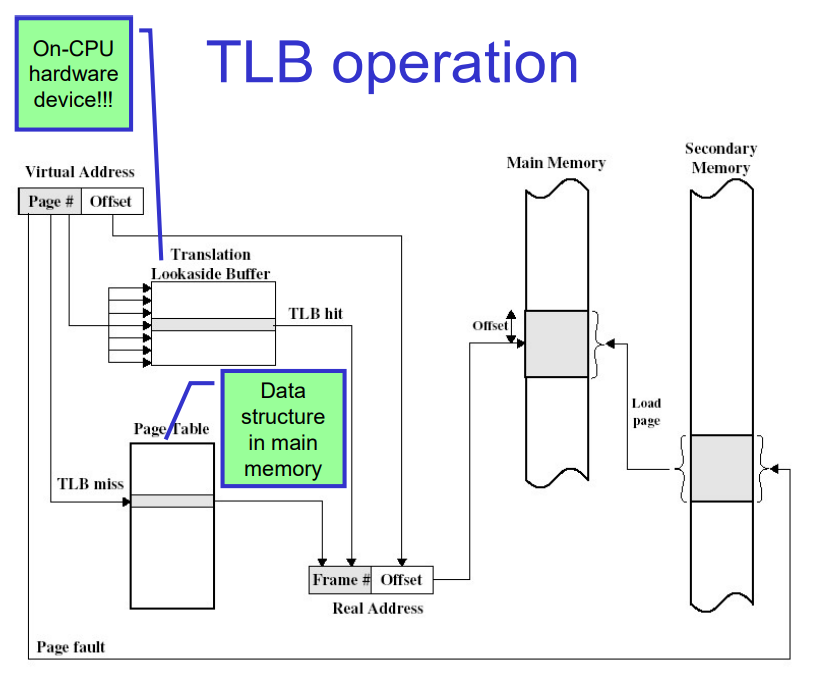 On-CPU
hardware
device!!!
TLB operation
Virtual Address
Page #
Offset
Translation
Lookaside Buffer
TLB hit
Data
structure
in main
memory
Page Table
TLB miss
Frame #
Offset
Real Address
Page fault
Main Memory
Offset
Secondary
Memory
Load
page